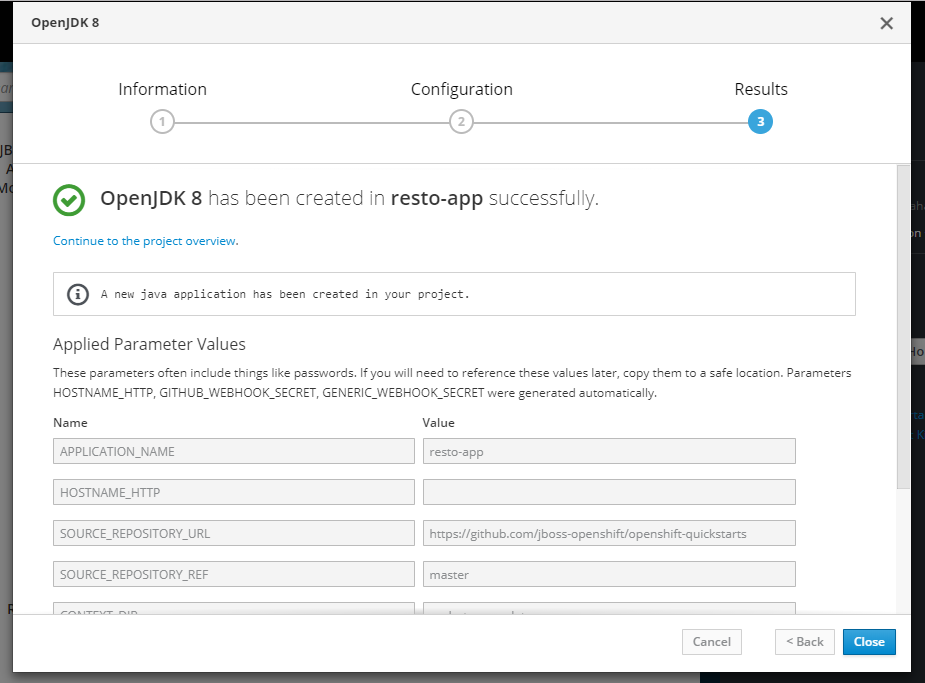 OpenJDK 8
Information
Configuration
Results
1
2
3
OpenJDK 8 has been created in resto-app successfully.
Continue to the project overview.
A new java application has been created in your project.
Applied Parameter Values
These parameters often include things like passwords. If you will need to reference these values later, copy them to a safe location. Parameters
HOSTNAME_HTTP, GITHUB_WEBHOOK_SECRET, GENERIC_WEBHOOK_SECRET were generated automatically.
Name
Value
APPLICATION_NAME
resto-app
HOSTNAME_HTTP
SOURCE_REPOSITORY_URL
https://github.com/jboss-openshift/openshift-quickstarts
SOURCE_REPOSITORY_REF
master
CONTEXT_DIR
Cancel
< Back
Close